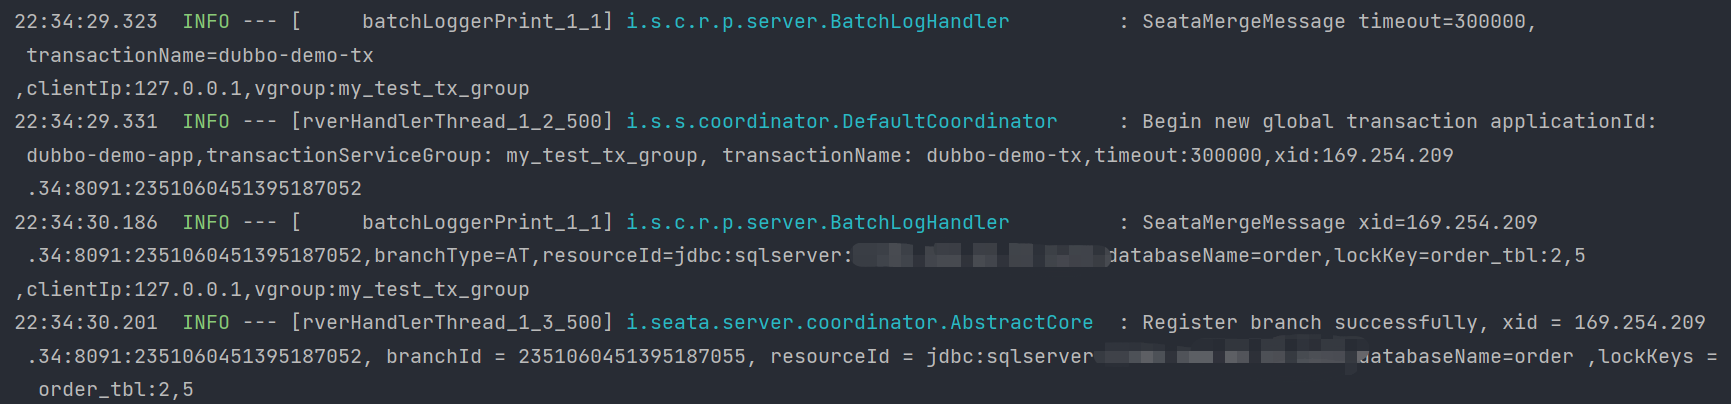 22:34:29.323  INFO --- [     batchLoggerPrint_1_1] i.s.c.r.p.server.BatchLogHandler         : SeataMergeMessage timeout=300000,
 transactionName=dubbo-demo-tx
,clientIp:127.0.0.1,vgroup:my_test_tx_group
22:34:29.331  INFO --- [rverHandlerThread_1_2_500] i.s.s.coordinator.DefaultCoordinator     : Begin new global transaction applicationId:
 dubbo-demo-app,transactionServiceGroup: my_test_tx_group, transactionName: dubbo-demo-tx,timeout:300000,xid:169.254.209
 .34:8091:2351060451395187052
22:34:30.186  INFO --- [     batchLoggerPrint_1_1] i.s.c.r.p.server.BatchLogHandler         : SeataMergeMessage xid=169.254.209
 .34:8091:2351060451395187052,branchType=AT,resourceId=jdbc:sqlserver: databaseName=order,lockKey=order_tbl:2,5
,clientIp:127.0.0.1,vgroup:my_test_tx_group
22:34:30.201  INFO --- [rverHandlerThread_1_3_500] i.seata.server.coordinator.AbstractCore  : Register branch successfully, xid = 169.254.209
 .34:8091:2351060451395187052, branchId = 2351060451395187055, resourceId = jdbc:sqlserver databaseName=order ,lockKeys =
  order_tbl:2,5